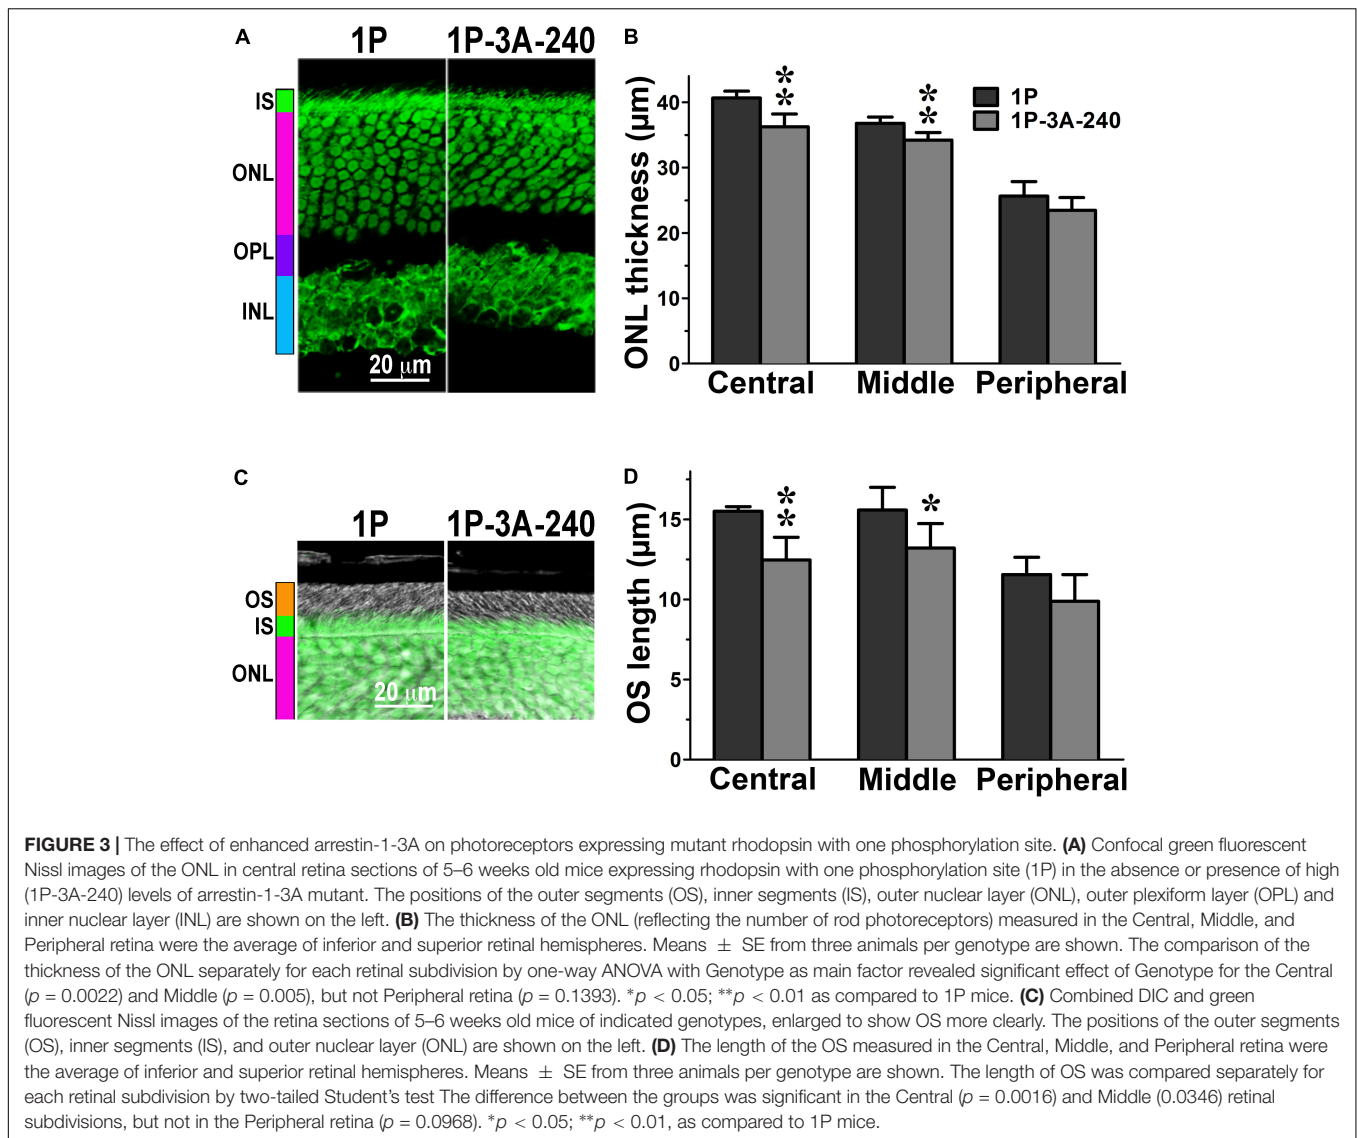 A
1P 1P-3A-240
IS
ONL
OPL
INL
20 μm
B
ONL thickness (μm)
40
30
20
10
0
1P
1P-3A-240
**
**
Central Middle Peripheral
C
1P 1P-3A-240
OS
IS
ONL
20 μm
D
OS length (μm)
15
10
5
0
**
*
Central Middle Peripheral
FIGURE 3 | The effect of enhanced arrestin-1-3A on photoreceptors expressing mutant rhodopsin with one phosphorylation site. (A) Confocal green fluorescent
Nissl images of the ONL in central retina sections of 5–6 weeks old mice expressing rhodopsin with one phosphorylation site (1P) in the absence or presence of high
(1P-3A-240) levels of arrestin-1-3A mutant. The positions of the outer segments (OS), inner segments (IS), outer nuclear layer (ONL), outer plexiform layer (OPL) and
inner nuclear layer (INL) are shown on the left. (B) The thickness of the ONL (reflecting the number of rod photoreceptors) measured in the Central, Middle, and
Peripheral retina were the average of inferior and superior retinal hemispheres. Means ± SE from three animals per genotype are shown. The comparison of the
thickness of the ONL separately for each retinal subdivision by one-way ANOVA with Genotype as main factor revealed significant effect of Genotype for the Central
(p = 0.0022) and Middle (p = 0.005), but not Peripheral retina (p = 0.1393). *p < 0.05; **p < 0.01 as compared to 1P mice. (C) Combined DIC and green
fluorescent Nissl images of the retina sections of 5–6 weeks old mice of indicated genotypes, enlarged to show OS more clearly. The positions of the outer segments
(OS), inner segments (IS), and outer nuclear layer (ONL) are shown on the left. (D) The length of the OS measured in the Central, Middle, and Peripheral retina were
the average of inferior and superior retinal hemispheres. Means ± SE from three animals per genotype are shown. The length of OS was compared separately for
each retinal subdivision by two-tailed Student's test The difference between the groups was significant in the Central (p = 0.0016) and Middle (0.0346) retinal
subdivisions, but not in the Peripheral retina (p = 0.0968). *p < 0.05; **p < 0.01, as compared to 1P mice.